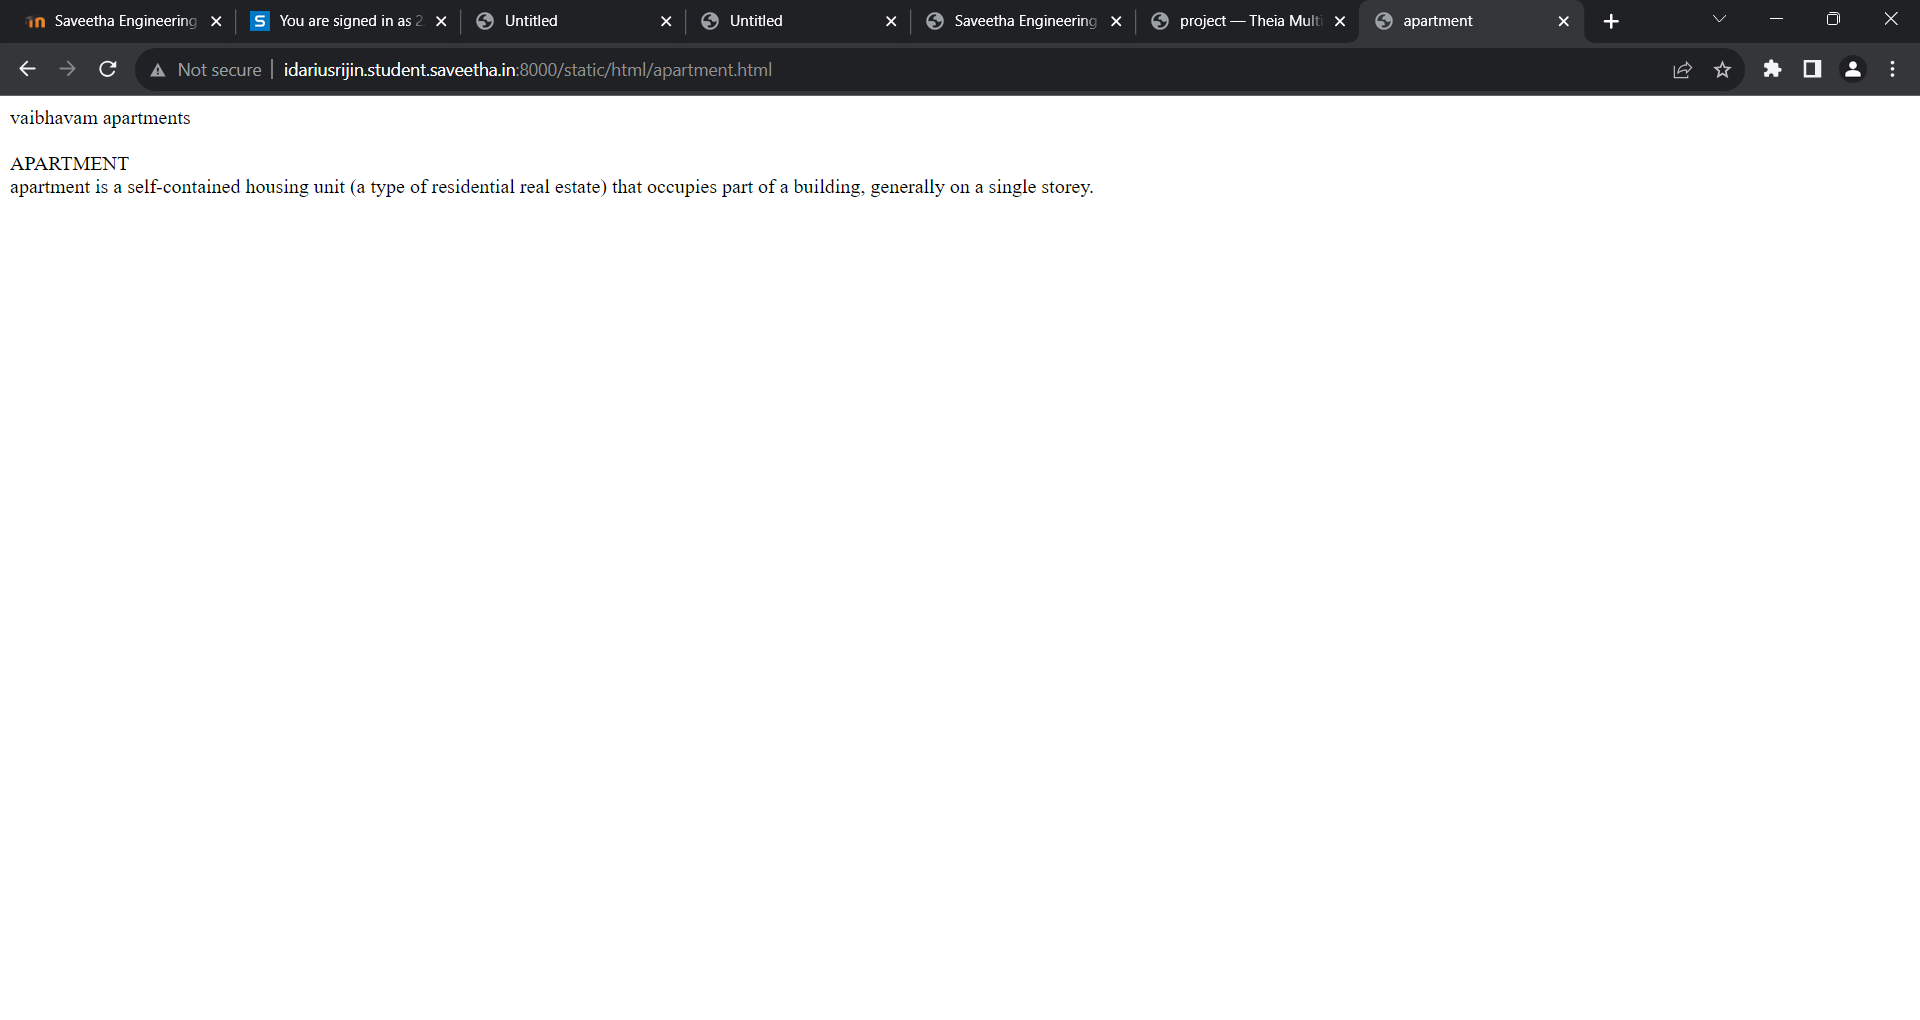 Saveetha Engineering
You are signed in as 2
Untitled
Untitled
Saveetha Engineering
project — Theia Multi
apartment
Not secure
idariusrijin.student.saveetha.in:8000/static/html/apartment.html
vaibhavam apartments
APARTMENT
apartment is a self-contained housing unit (a type of residential real estate) that occupies part of a building, generally on a single storey.